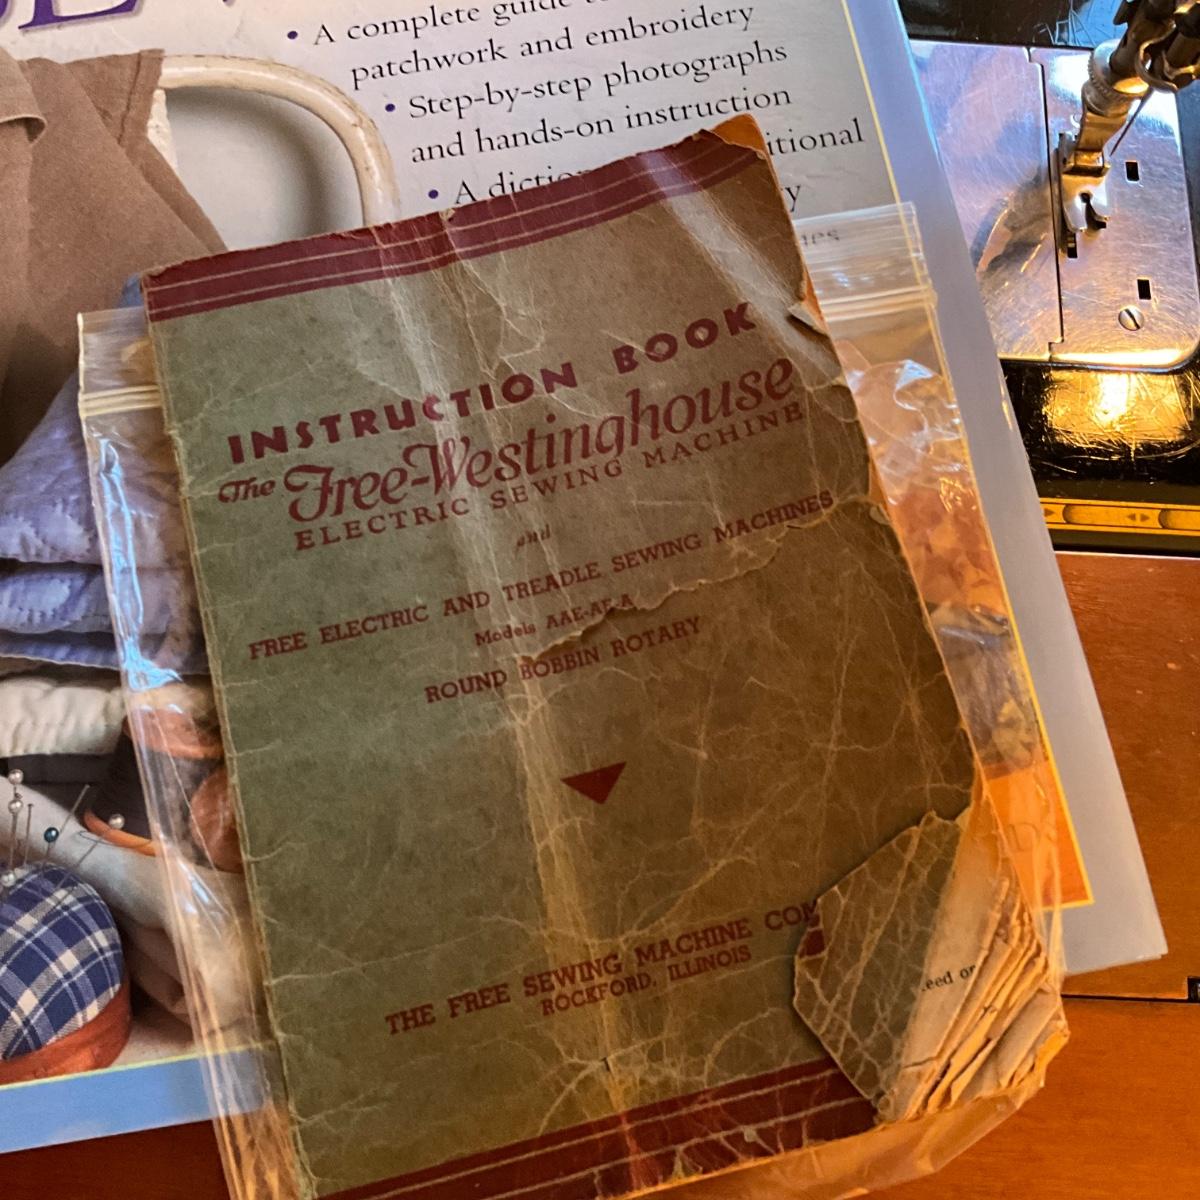 • A complete guide
patchwork and embroidery
• Step-by-step photographs
and hands-on instruction
• A itional
INSTRUCTION BOOK
The Free-Westinghouse
ELECTRIC SEWING MACHINE
and
FREE ELECTRIC AND TREADLE SEWING MACHINES
Models AAE-AE-A
ROUND BOBBIN ROTARY
THE FREE SEWING MACHINE COM
ROCKFORD, ILLINOIS